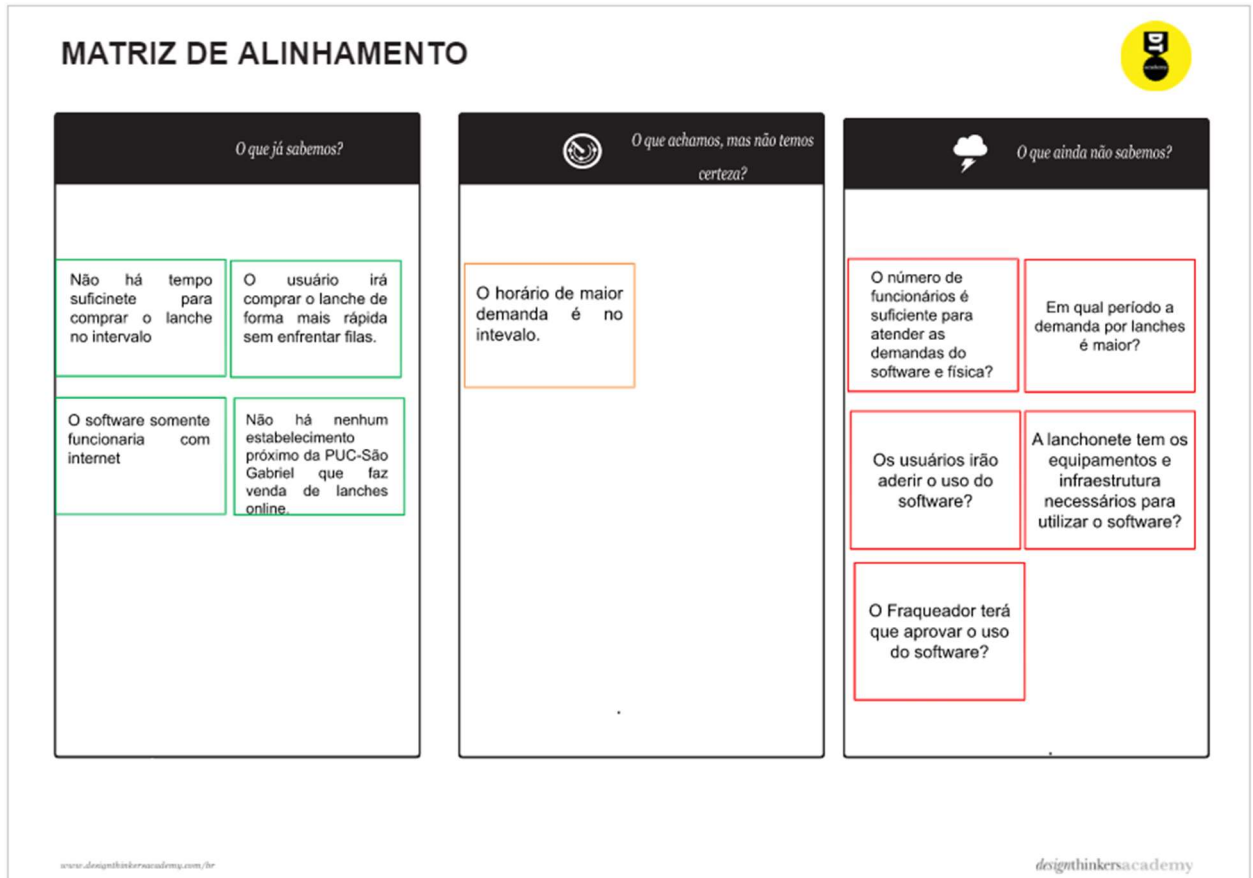 MATRIZ DE ALINHAMENTO
DT
academy
O que já sabemos?
Não há tempo
suficinete para
comprar o lanche
no intervalo
O usuário irá
comprar o lanche de
forma mais rápida
sem enfrentar filas.
O software somente
funcionaria com
internet
Não há nenhum
estabelecimento
próximo da PUC-São
Gabriel que faz
venda de lanches
online.
O que achamos, mas não temos
certeza?
O horário de maior
demanda é no
intevalo.
O que ainda não sabemos?
O número de
funcionários é
suficiente para
atender as
demandas do
software e física?
Em qual período a
demanda por lanches
é maior?
Os usuários irão
aderir o uso do
software?
A lanchonete tem os
equipamentos e
infraestrutura
necessários para
utilizar o software?
O Fraqueador terá
que aprovar o uso
do software?
www.designthinkersacademy.com/br
designthinkersacademy